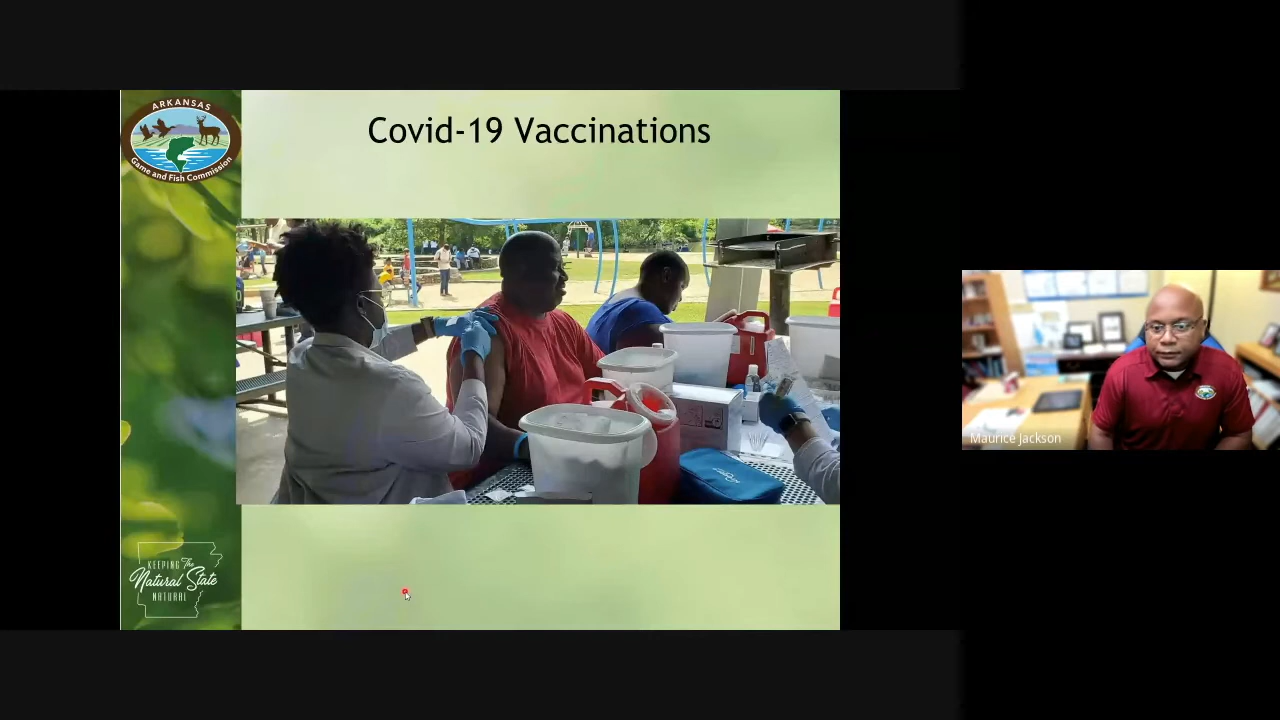 ARKANSAS
Game and Fish Commission
Covid-19 Vaccinations
KEEPING The
Natural State
NATURAL
Maurice Jackson